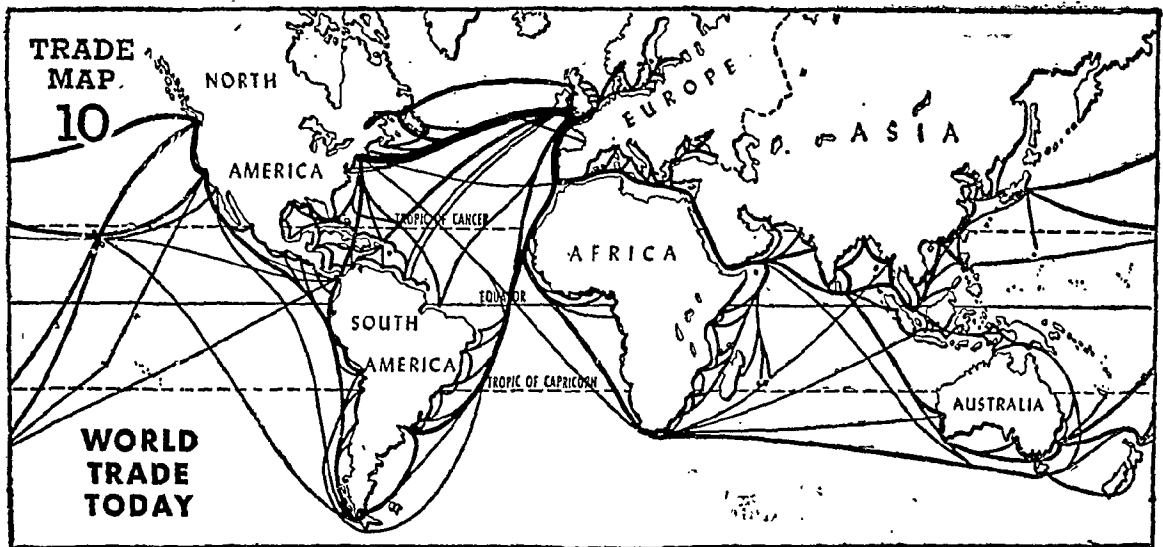 TRADE
MAP
10
NORTH
AMERICA
EUROPE
ASIA
TROPIC OF CANCER
AFRICA
EQUATOR
SOUTH
AMERICA
TROPIC OF CAPRICORN
AUSTRALIA
WORLD
TRADE
TODAY